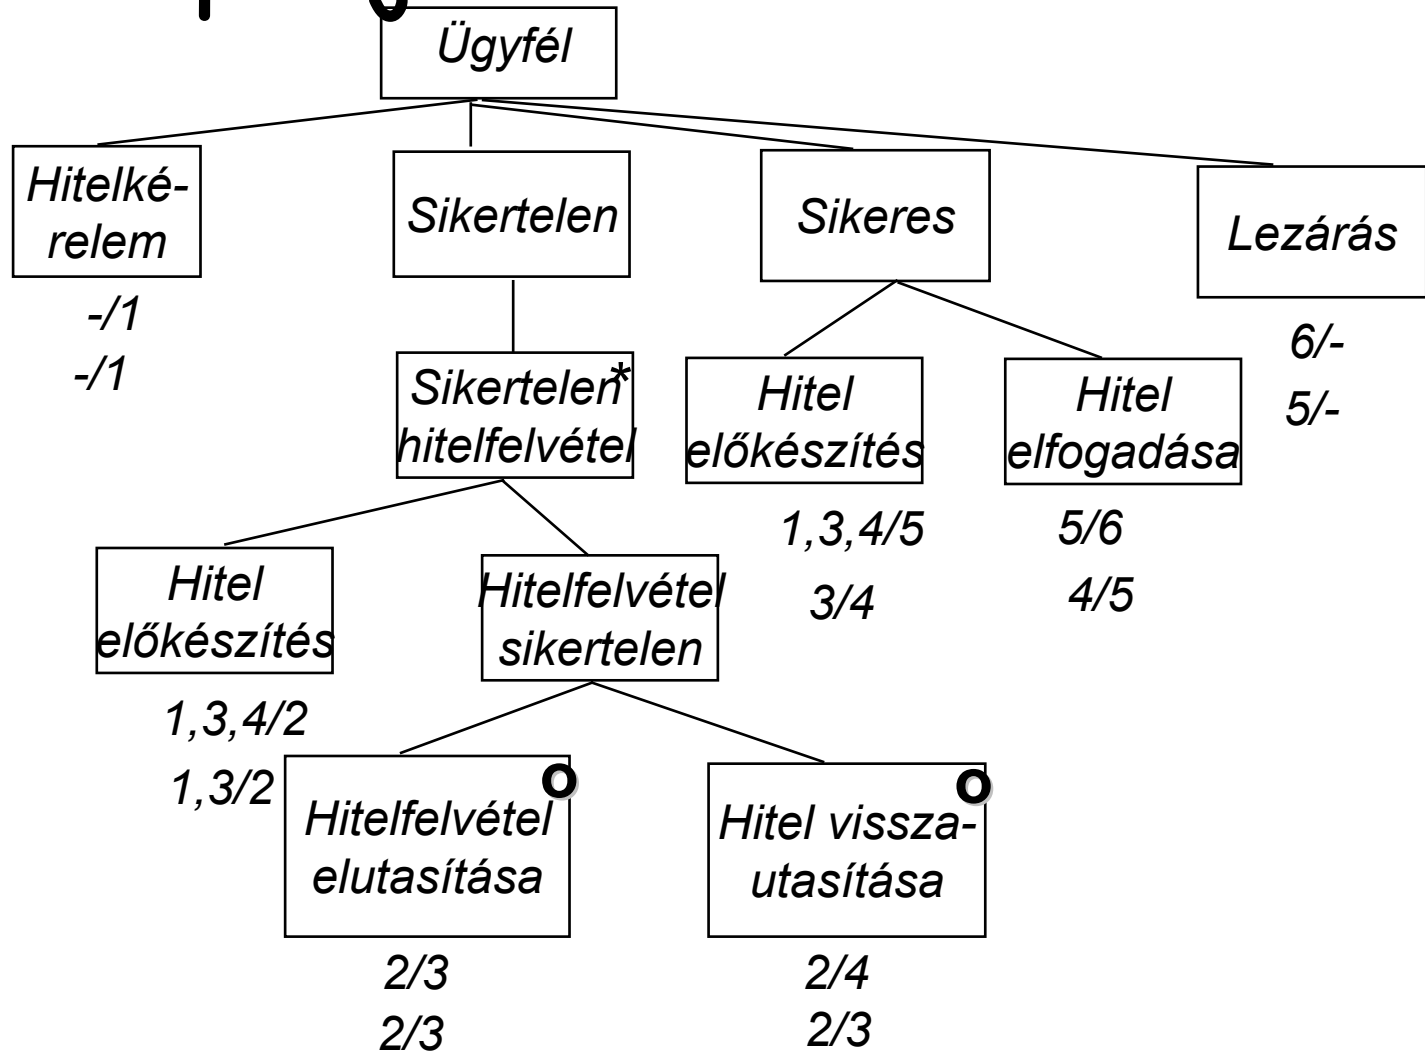 Ügyfél
Hitelké-
relem
-/1
-/1
Sikertelen
Sikeres
Lezárás
6/-
5/-
Sikertelen*
hitelfelvétel
Hitel
előkészítés
1,3,4/5
3/4
Hitel
elfogadása
5/6
4/5
Hitel
előkészítés
1,3,4/2
1,3/2
Hitelfelvétel
sikertelen
o
Hitelfelvétel
elutasítása
2/3
2/3
o
Hitel vissza-
utasítása
2/4
2/3